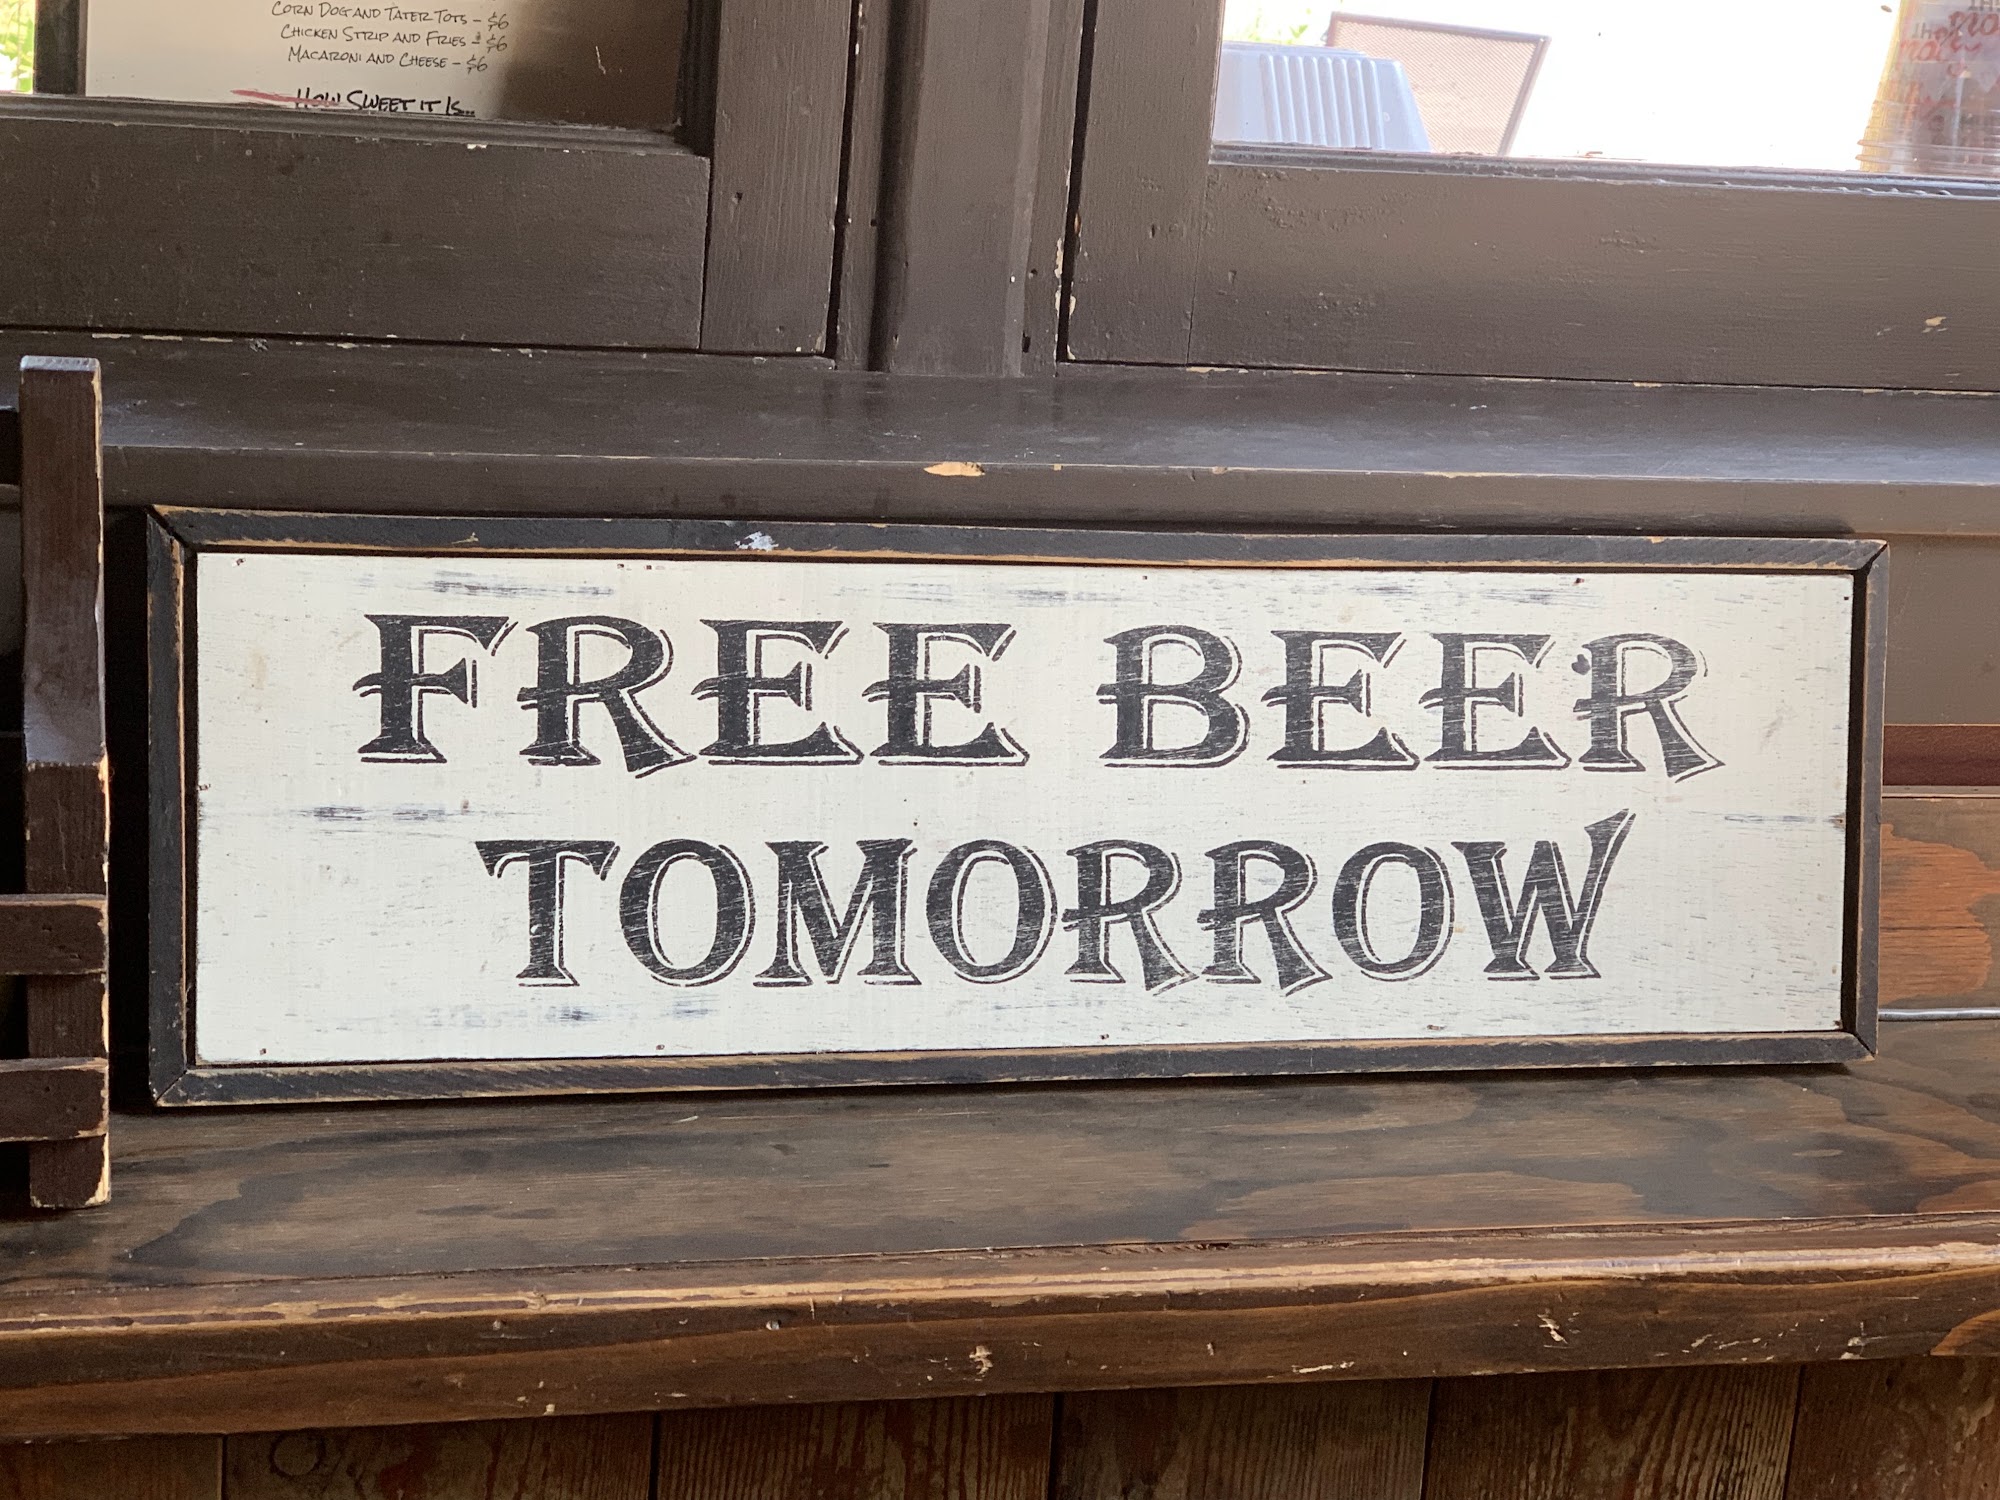 Corn Dog and Tater Tots - $6
Chicken Strip and Fries - $6
Macaroni and Cheese - $6
How Sweet it Is...
FREE BEER
TOMORROW